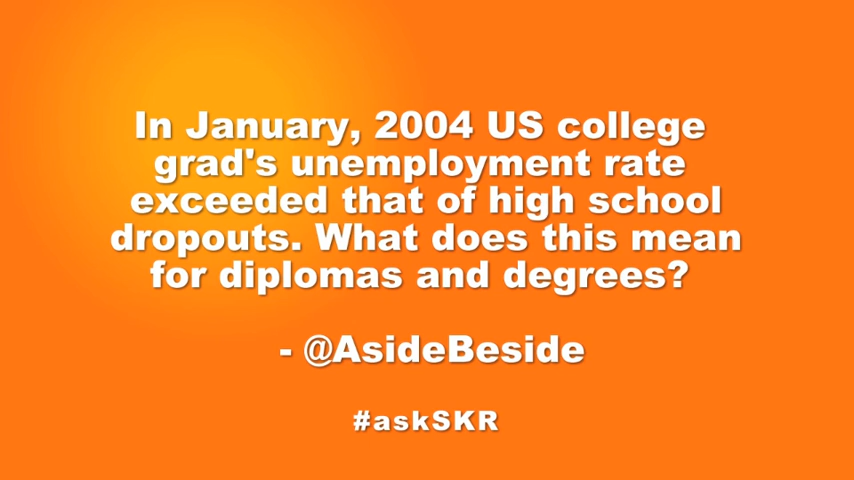 In January, 2004 US college
grad's unemployment rate
exceeded that of high school
dropouts. What does this mean
for diplomas and degrees?
- @AsideBeside
#askSKR